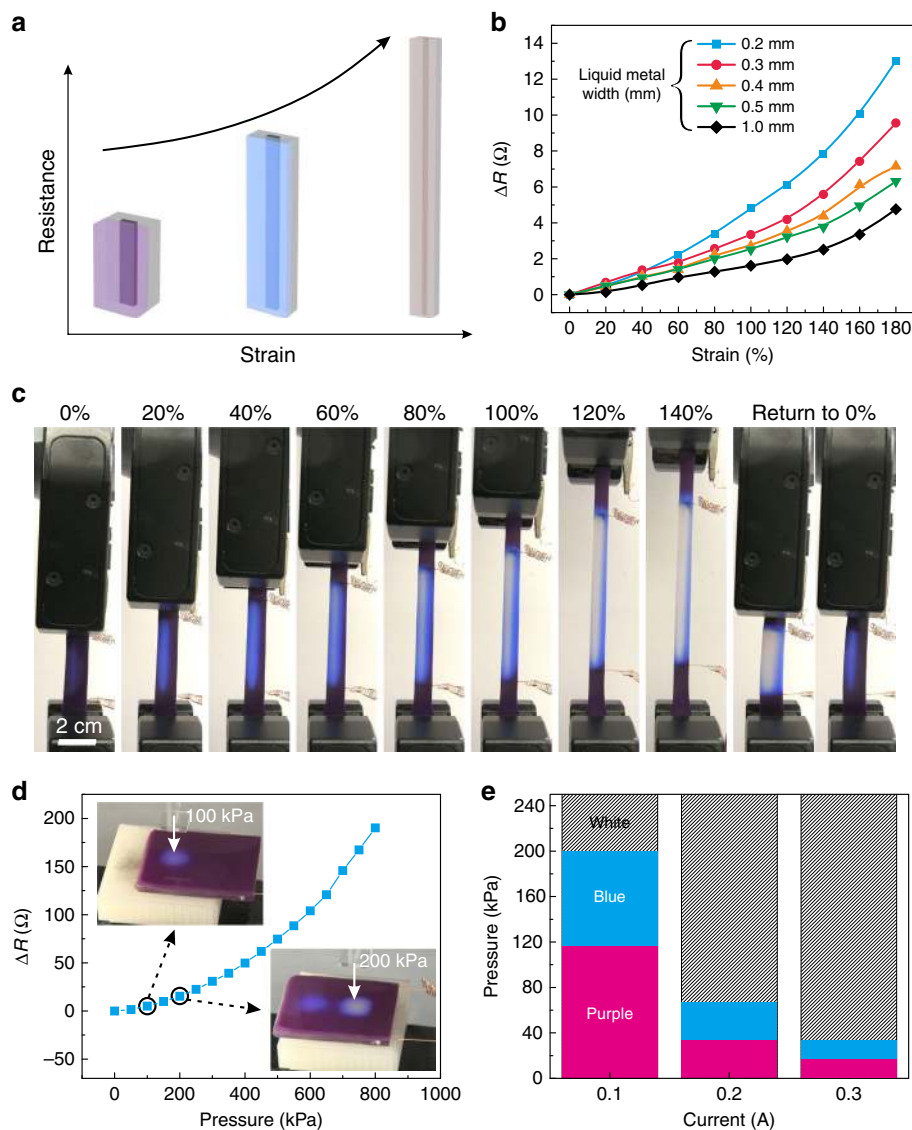 a
Resistance
Strain
b
14
12
10
8
6
4
2
0
ΔR (Ω)
Liquid metal
width (mm)
0.2 mm
0.3 mm
0.4 mm
0.5 mm
1.0 mm
0 20 40 60 80 100 120 140 160 180
Strain (%)
c
0% 20% 40% 60% 80% 100% 120% 140% Return to 0%
2 cm
d
225
200
150
100
50
0
–50
ΔR (Ω)
100 kPa
200 kPa
0 200 400 600 800 1000
Pressure (kPa)
e
240
200
160
120
80
40
0
Pressure (kPa)
White
Blue
Purple
0.1 0.2 0.3
Current (A)